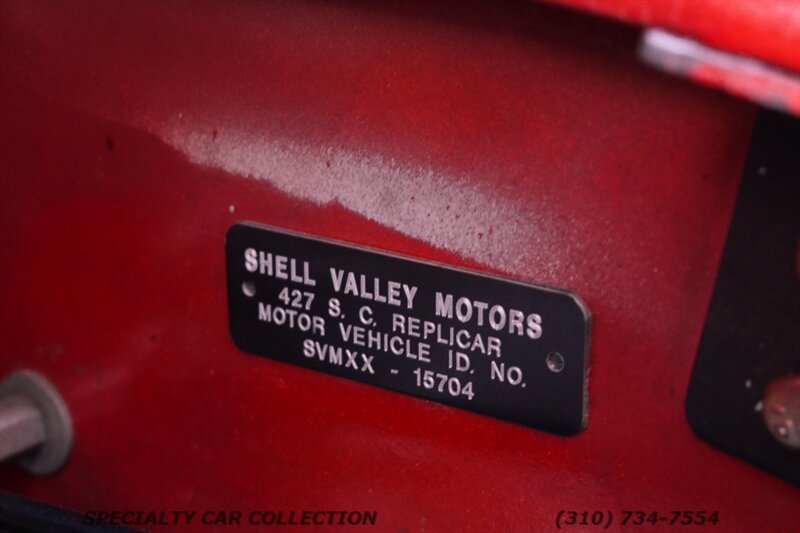 SHELL VALLEY MOTORS
427 S. C. REPLICAR
MOTOR VEHICLE ID. NO.
SVMXX - 15704
SPECIALTY CAR COLLECTION (310) 734-7554